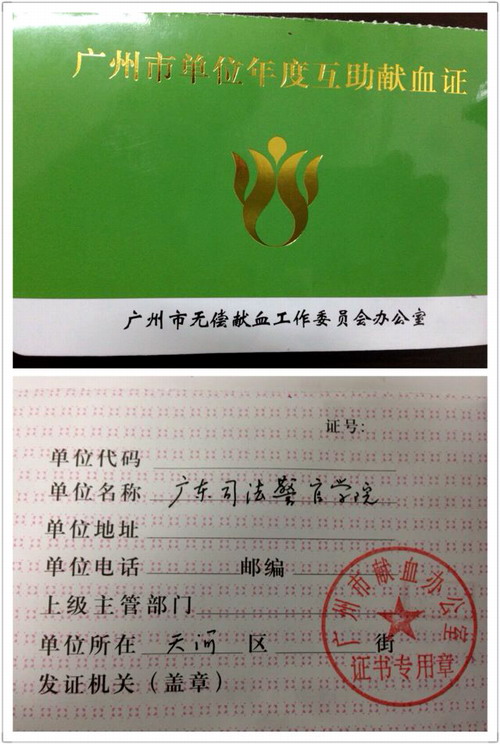 广州市单位年度互助献血证
广州市无偿献血工作委员会办公室
证号:
单位代码
单位名称 广东司法警官学院
单位地址
单位电话 邮编
上级主管部门
单位所在 天河 区 街
发证机关(盖章)
广州市献血办公室
证书专用章